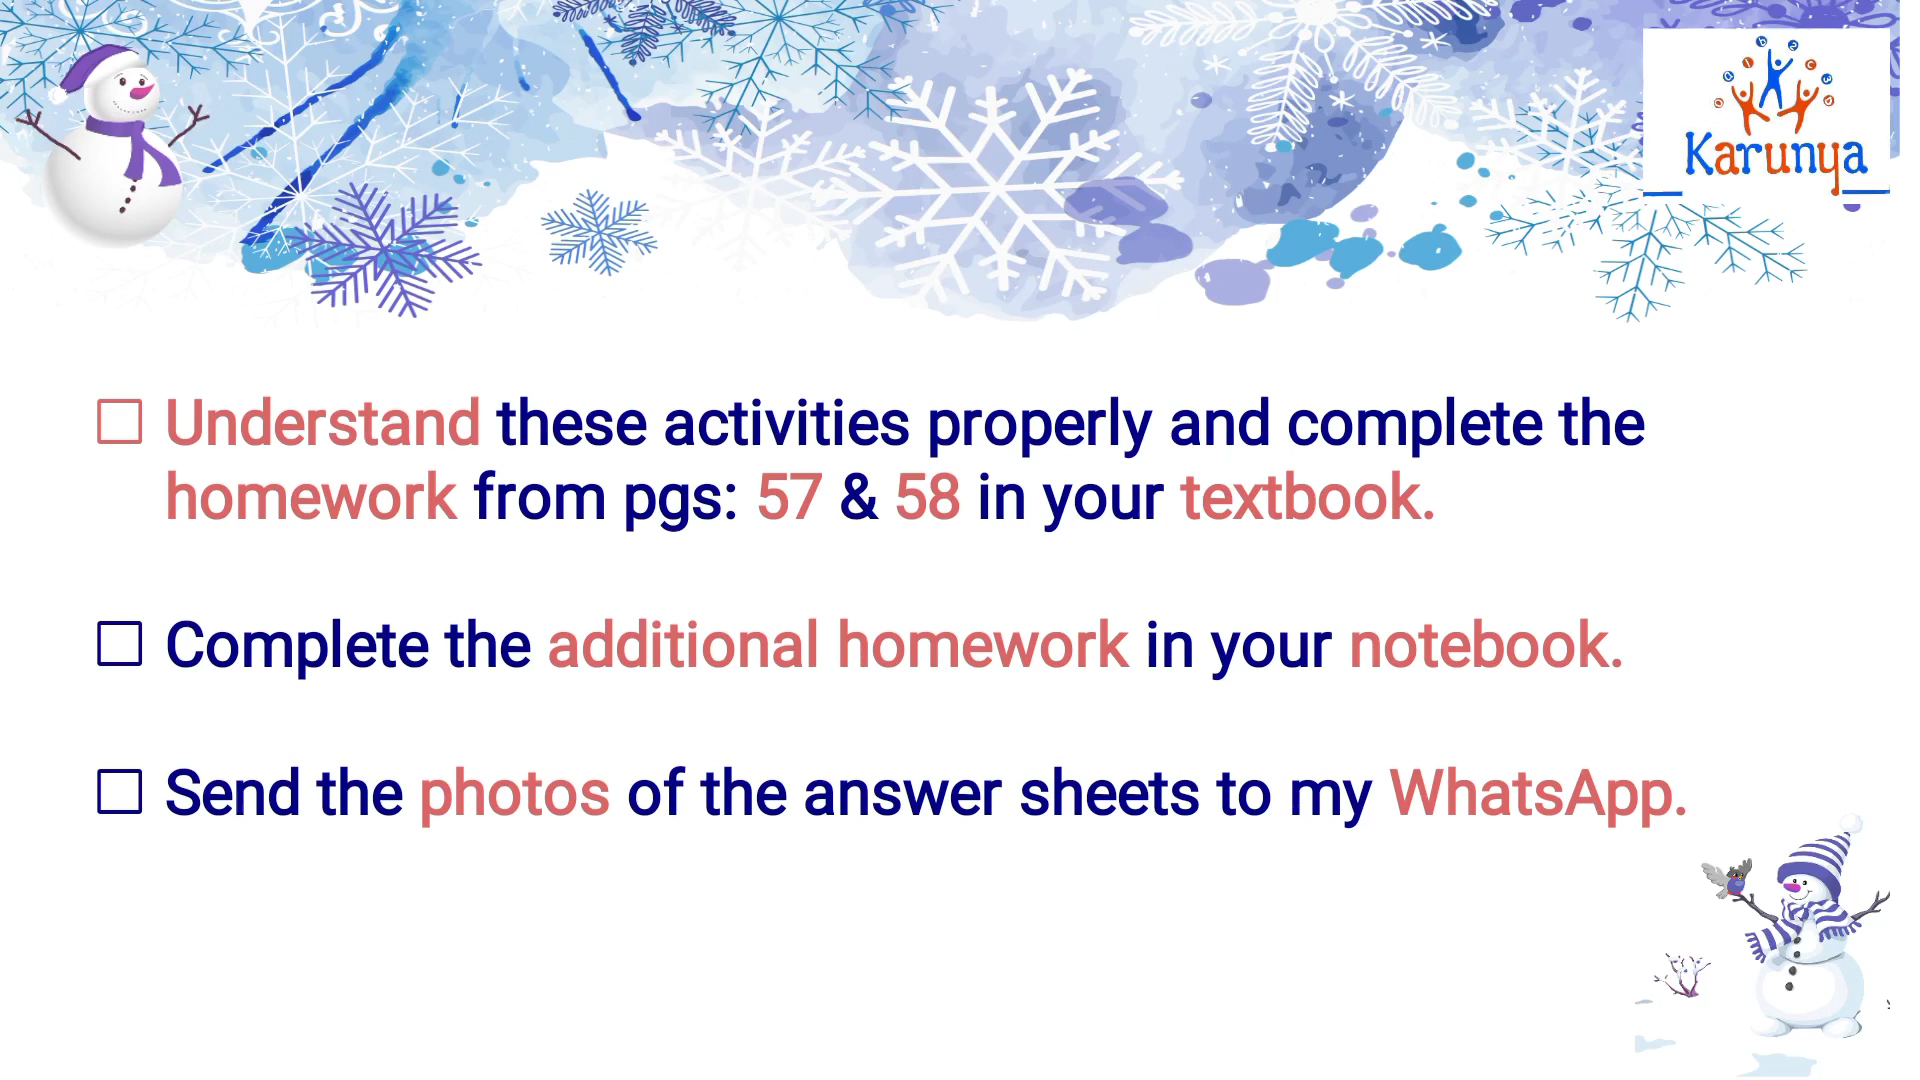 Karunya
☐ Understand these activities properly and complete the
homework from pgs: 57 & 58 in your textbook.
☐ Complete the additional homework in your notebook.
☐ Send the photos of the answer sheets to my WhatsApp.